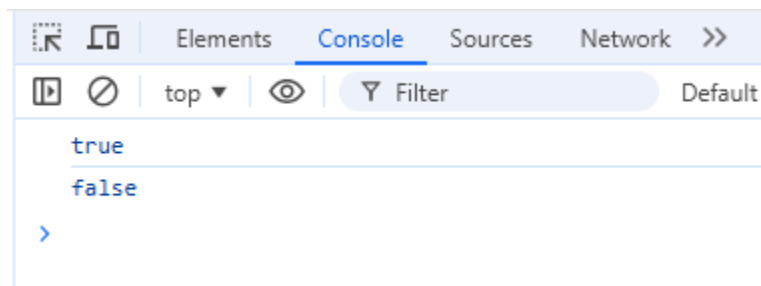 Elements Console Sources Network
top Filter Default
true
false